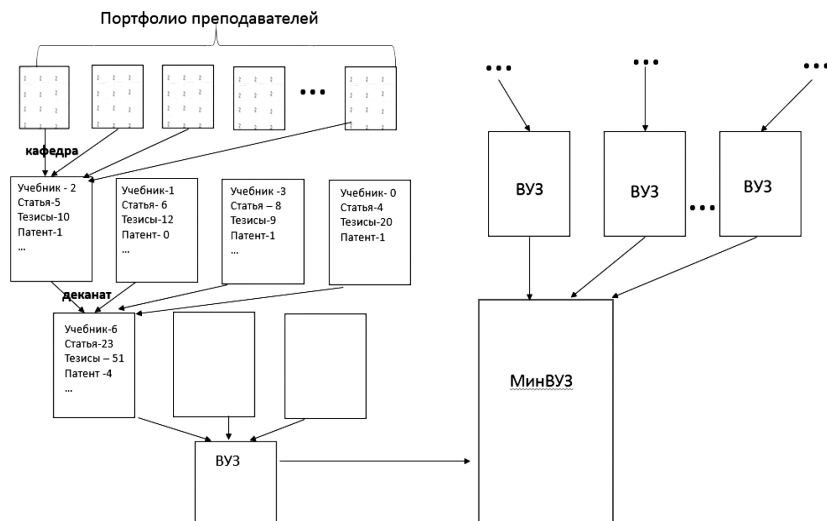 Портфолио преподавателей
•••
кафедра
Учебник - 2
Статья-5
Тезисы-10
Патент-1
...
Учебник-1
Статья- 6
Тезисы-12
Патент- 0
...
Учебник -3
Статья – 8
Тезисы-9
Патент-1
...
Учебник- 0
Статья-4
Тезисы-20
Патент-1
деканат
Учебник-6
Статья-23
Тезисы – 51
Патент -4
...
ВУЗ
•••
•••
•••
ВУЗ
ВУЗ
•••
ВУЗ
МинВУЗ